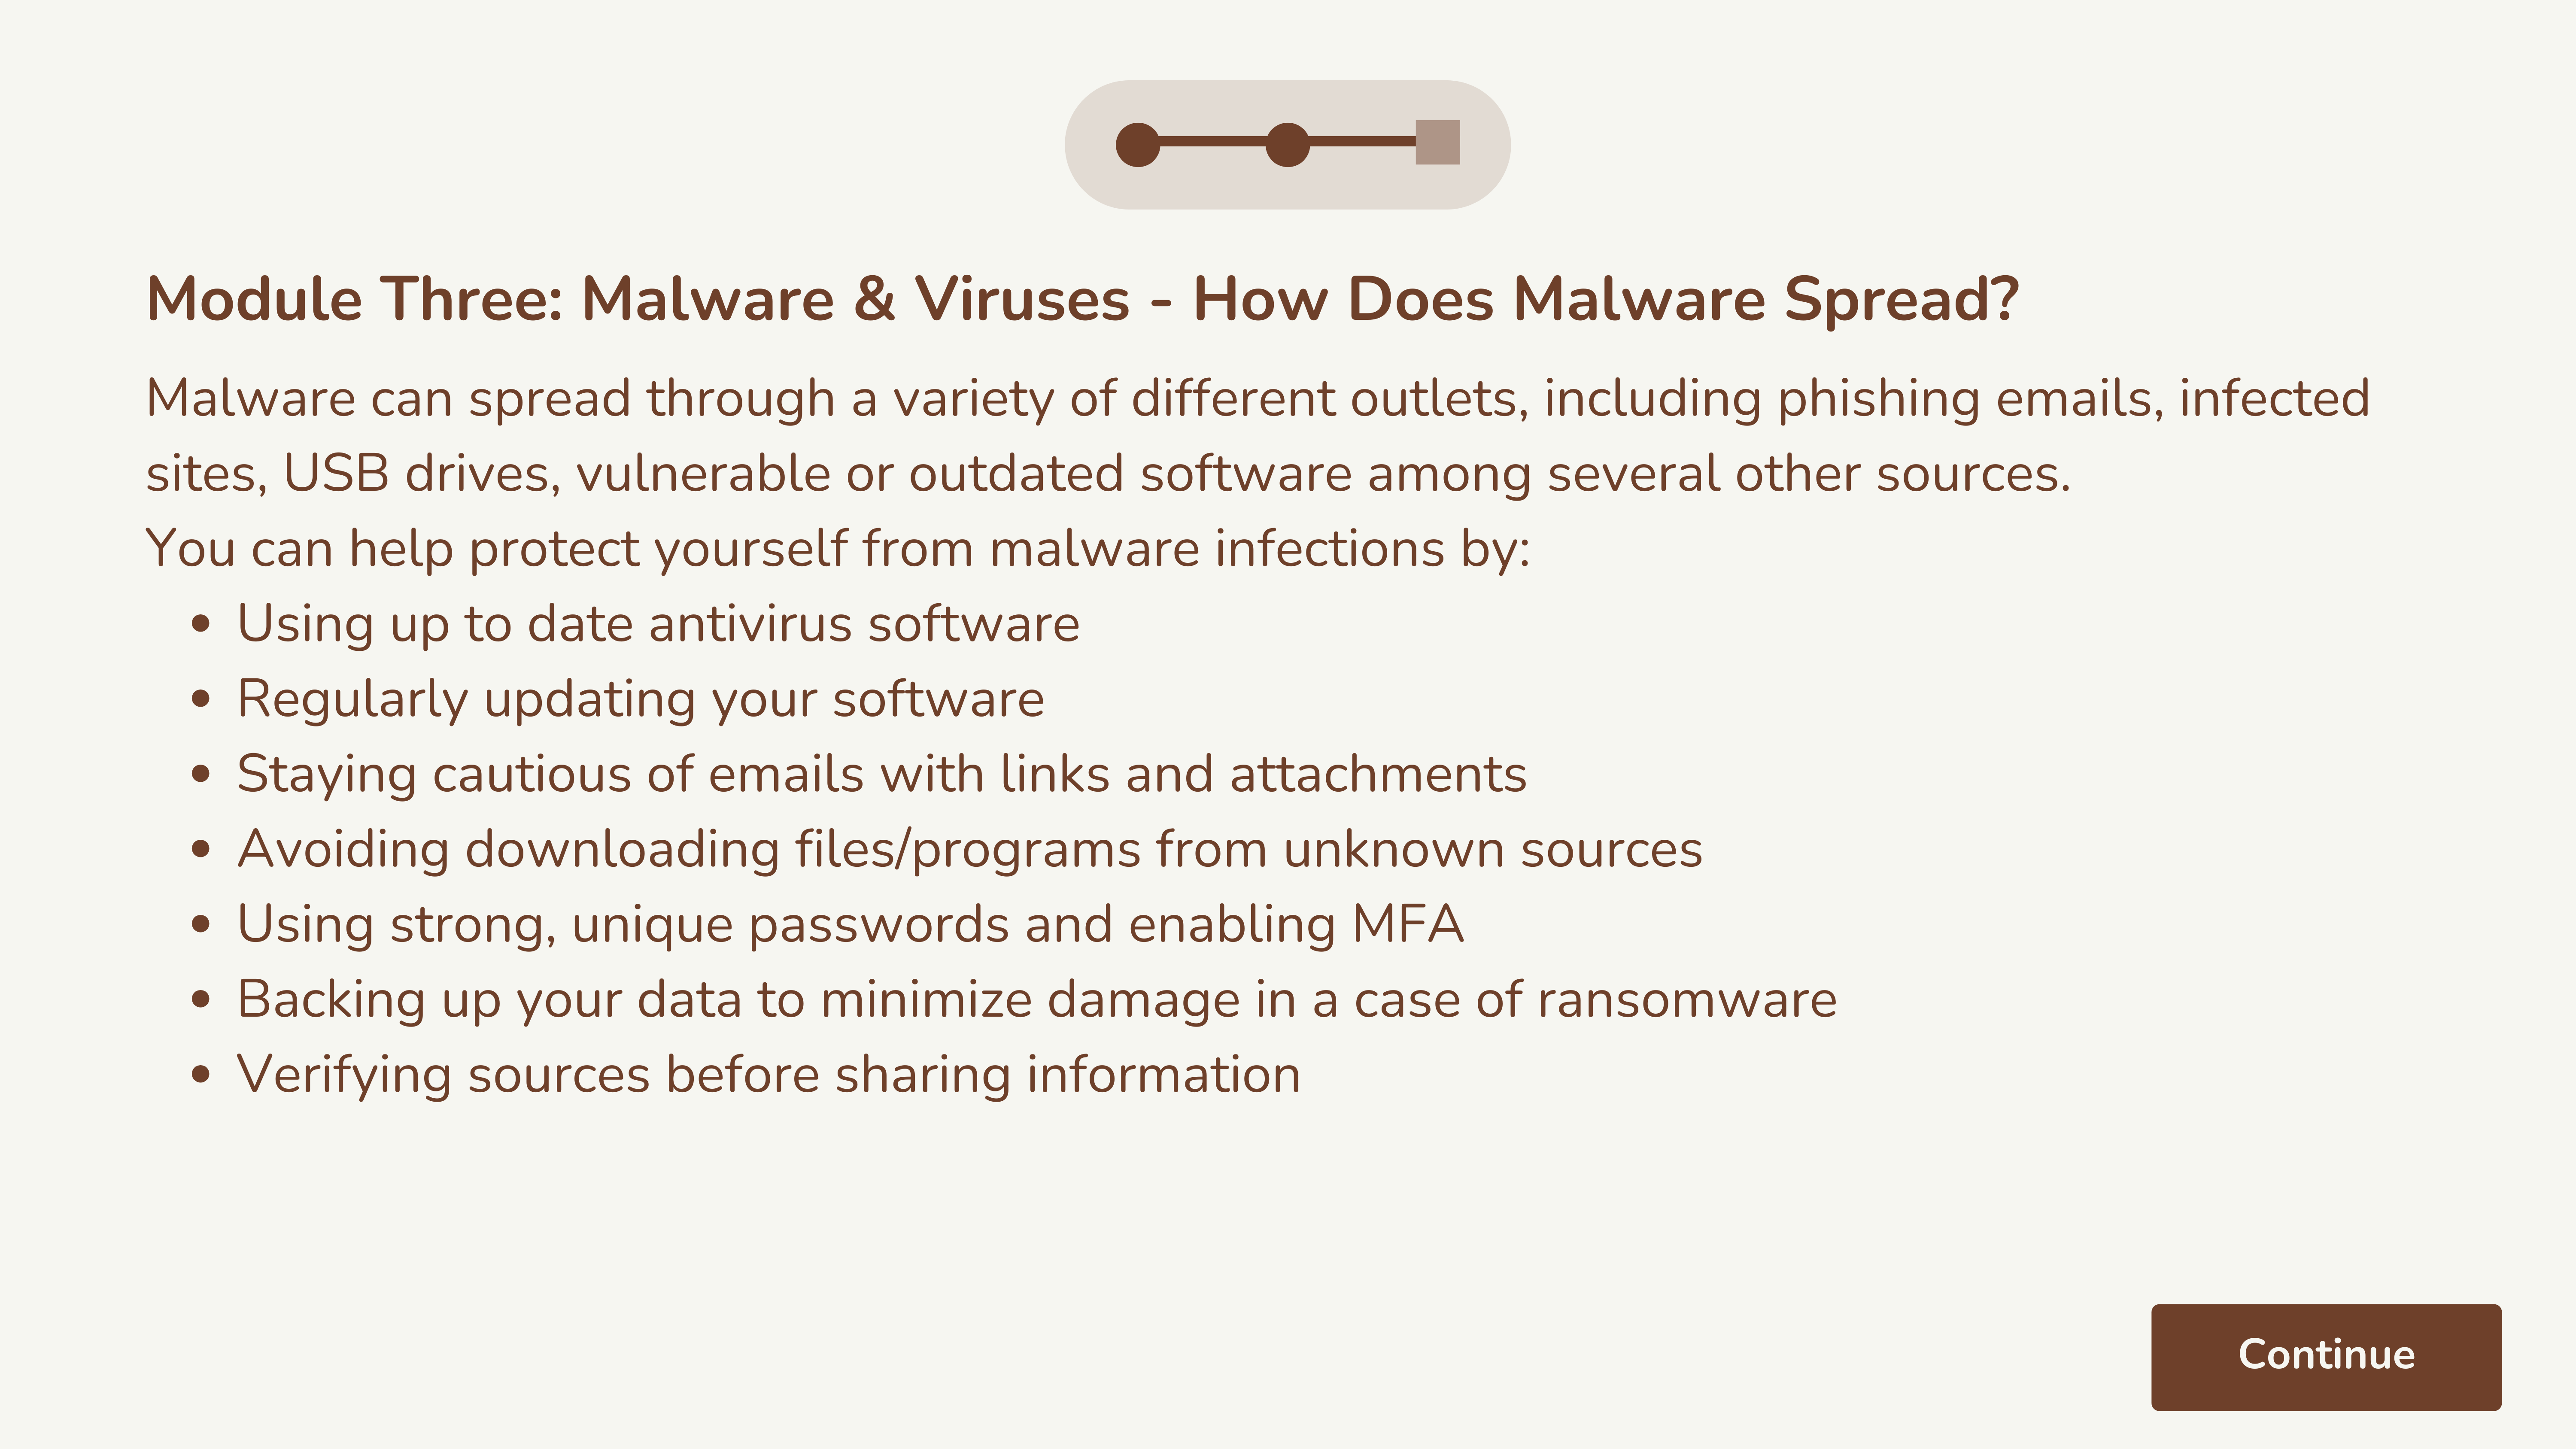 Module Three: Malware & Viruses - How Does Malware Spread?
Malware can spread through a variety of different outlets, including phishing emails, infected
sites, USB drives, vulnerable or outdated software among several other sources.
You can help protect yourself from malware infections by:
• Using up to date antivirus software
• Regularly updating your software
• Staying cautious of emails with links and attachments
• Avoiding downloading files/programs from unknown sources
• Using strong, unique passwords and enabling MFA
• Backing up your data to minimize damage in a case of ransomware
• Verifying sources before sharing information
Continue